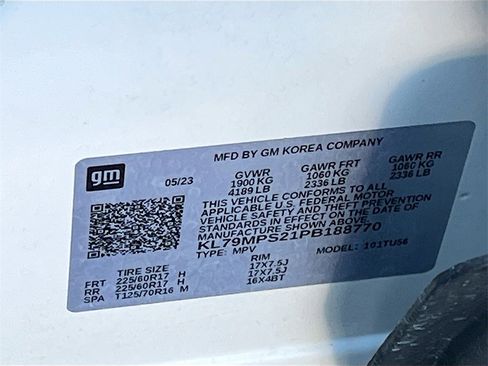 MFD BY GM KOREA COMPANY
gm 05/23 GVWR GAWR FRT GAWR RR
1900 KG 1060 KG 1060 KG
4189 LB 2336 LB 2336 LB
THIS VEHICLE CONFORMS TO ALL
APPLICABLE U.S. FEDERAL MOTOR
VEHICLE SAFETY AND THEFT PREVENTION
STANDARDS IN EFFECT ON THE DATE OF
MANUFACTURE SHOWN ABOVE.
KL79MPS21PB188770
TYPE: MPV MODEL: 101TU56
TIRE SIZE RIM
FRT 225/60R17 H 17X7.5J
RR 225/60R17 H 17X7.5J
SPA T125/70R16 M 16X4BT